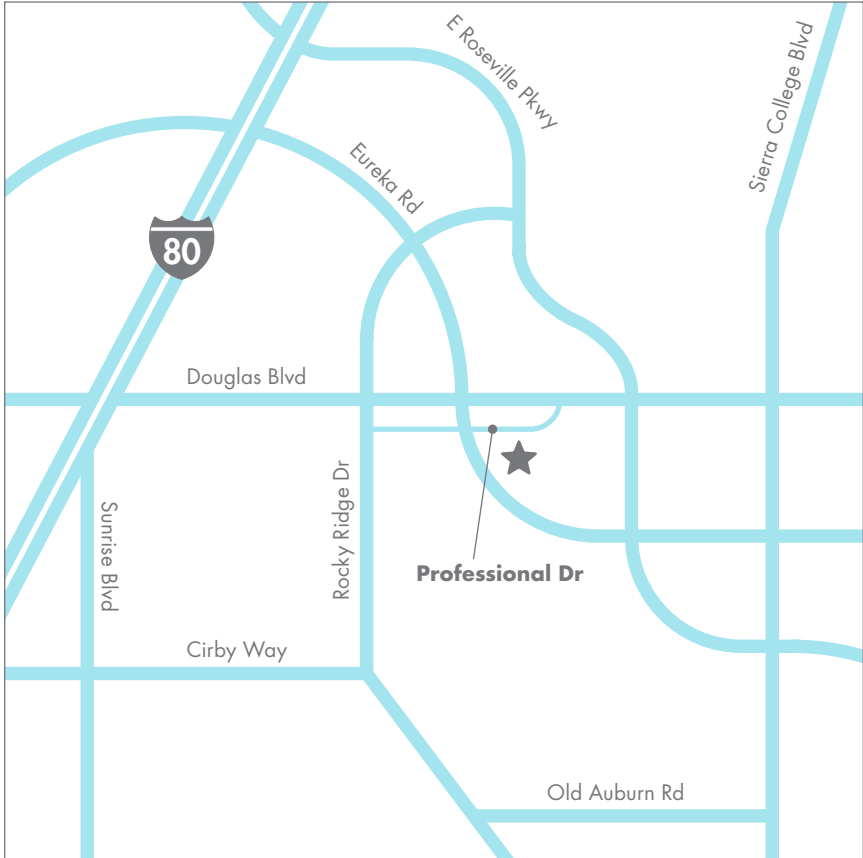 E Roseville Pkwy
Sierra College Blvd
Eureka Rd
80
Douglas Blvd
Rocky Ridge Dr
Sunrise Blvd
Professional Dr
Cirby Way
Old Auburn Rd